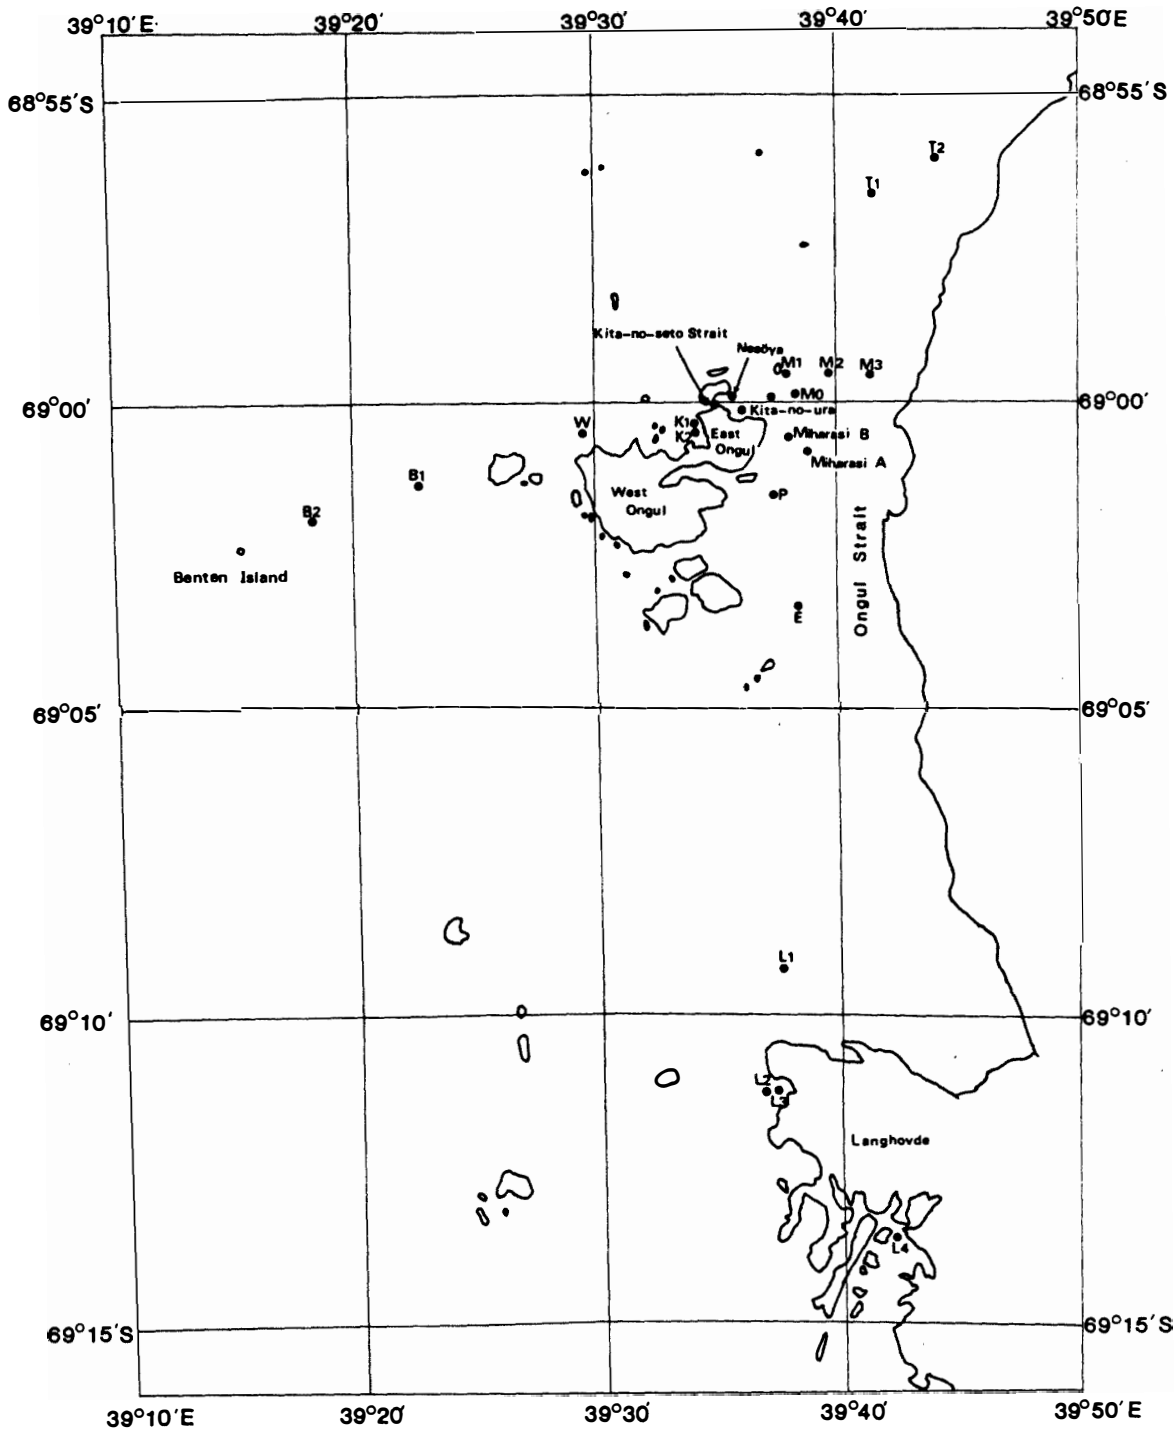 39°10′E 39°20′ 39°30′ 39°40′ 39°50′E
68°55′S 68°55′S
T2
T1
Kita-no-seto Strait
Nesöya
M1 M2 M3
M0
69°00′ 69°00′
Kita-no-ura
W K1
K2
East
Ongul
Miharasi B
Miharasi A
B1
West
Ongul
P
B2
Benten Island
Ongul Strait
E
69°05′ 69°05′
L1
69°10′ 69°10′
L2
L3
Langhovde
L4
69°15′S 69°15′S
39°10′E 39°20′ 39°30′ 39°40′ 39°50′E